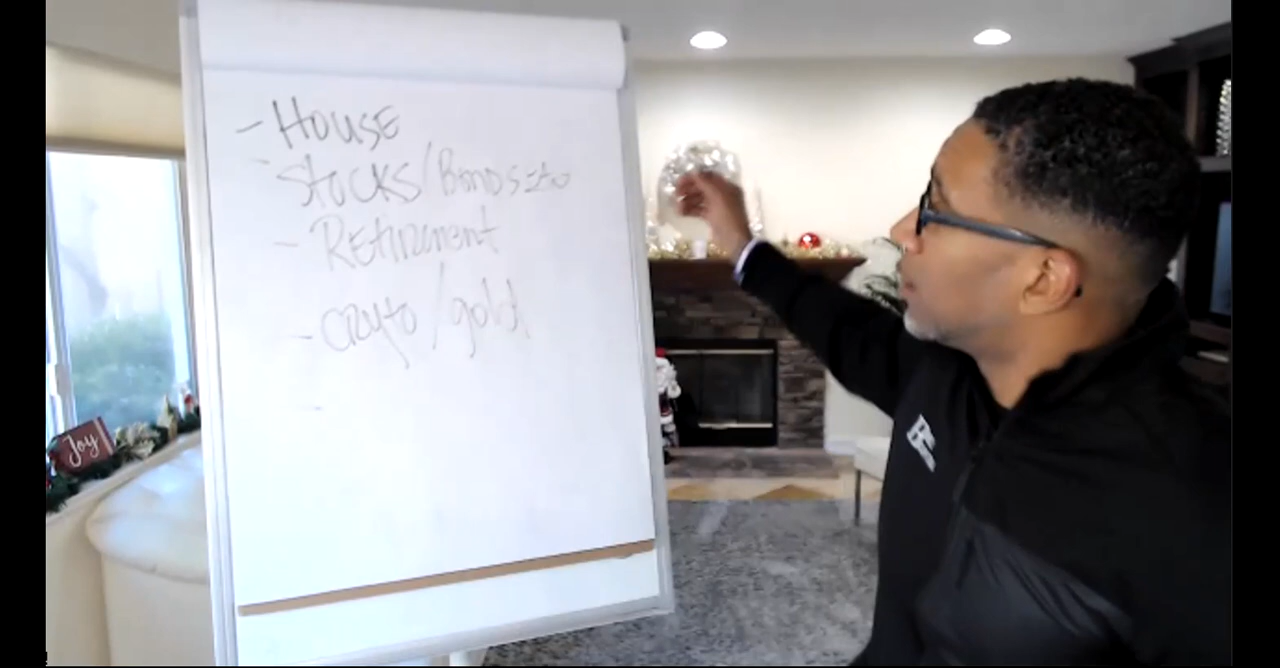 - House
- Stocks/Bonds etc
- Retirement
- Crypto/gold
-
Joy